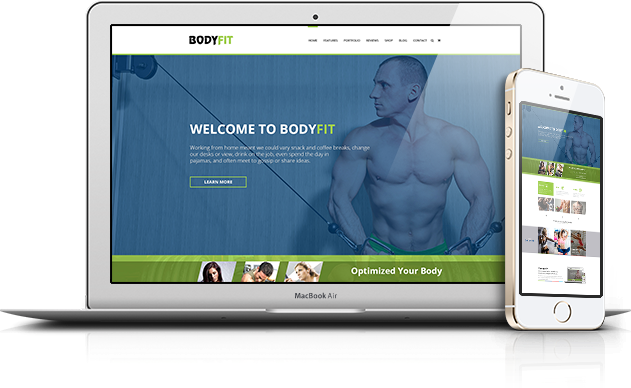 BODYFIT
HOME FEATURES PORTFOLIO REVIEWS SHOP BLOG CONTACT
WELCOME TO BODYFIT
Working from home meant we could vary snack and coffee breaks, change
our desks or view, drink on the job, even spend the day in
pajamas, and often meet to gossip or share ideas.
LEARN MORE
Optimized Your Body
MacBook Air